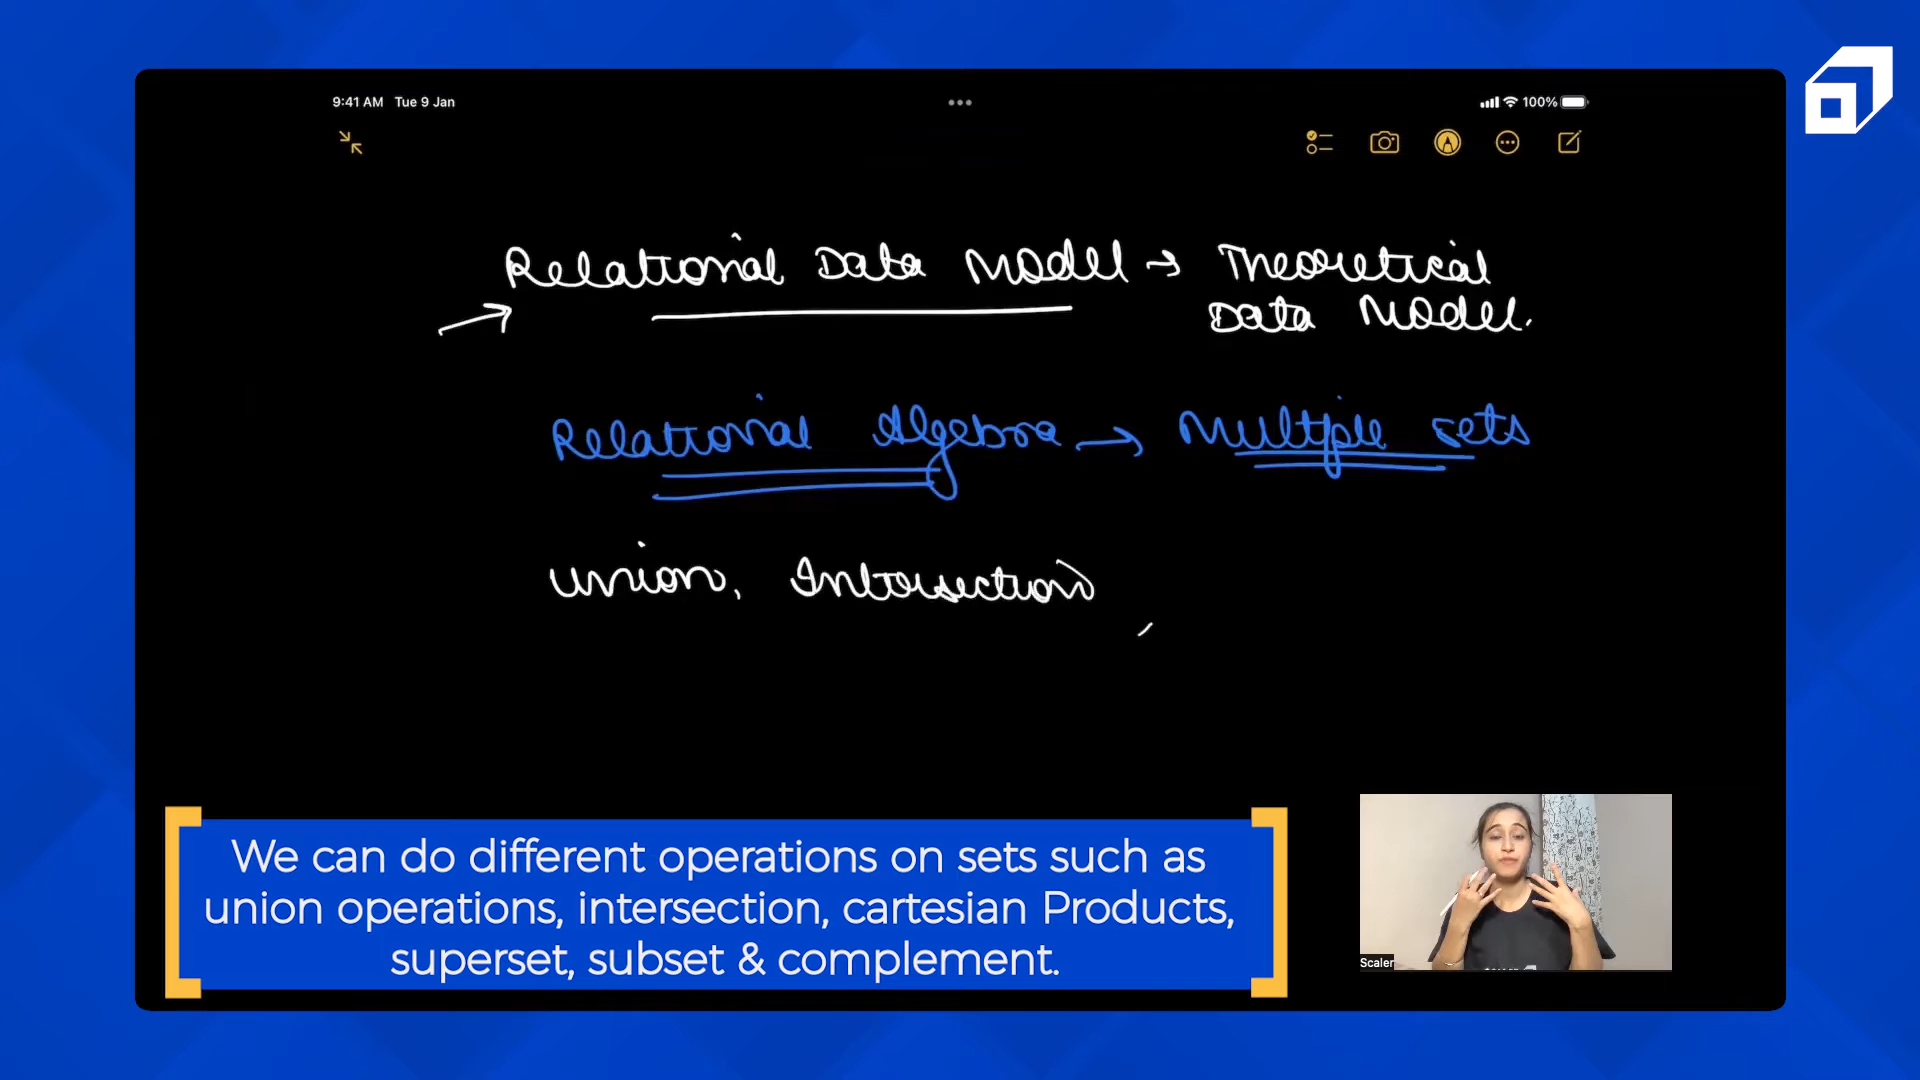 9:41 AM Tue 9 Jan
100%
Relational Data Model → Theoretical
Data Model.
Relational Algebra → Multiple sets
Union, Intersection
,
We can do different operations on sets such as
union operations, intersection, cartesian Products,
superset, subset & complement.
Scaler